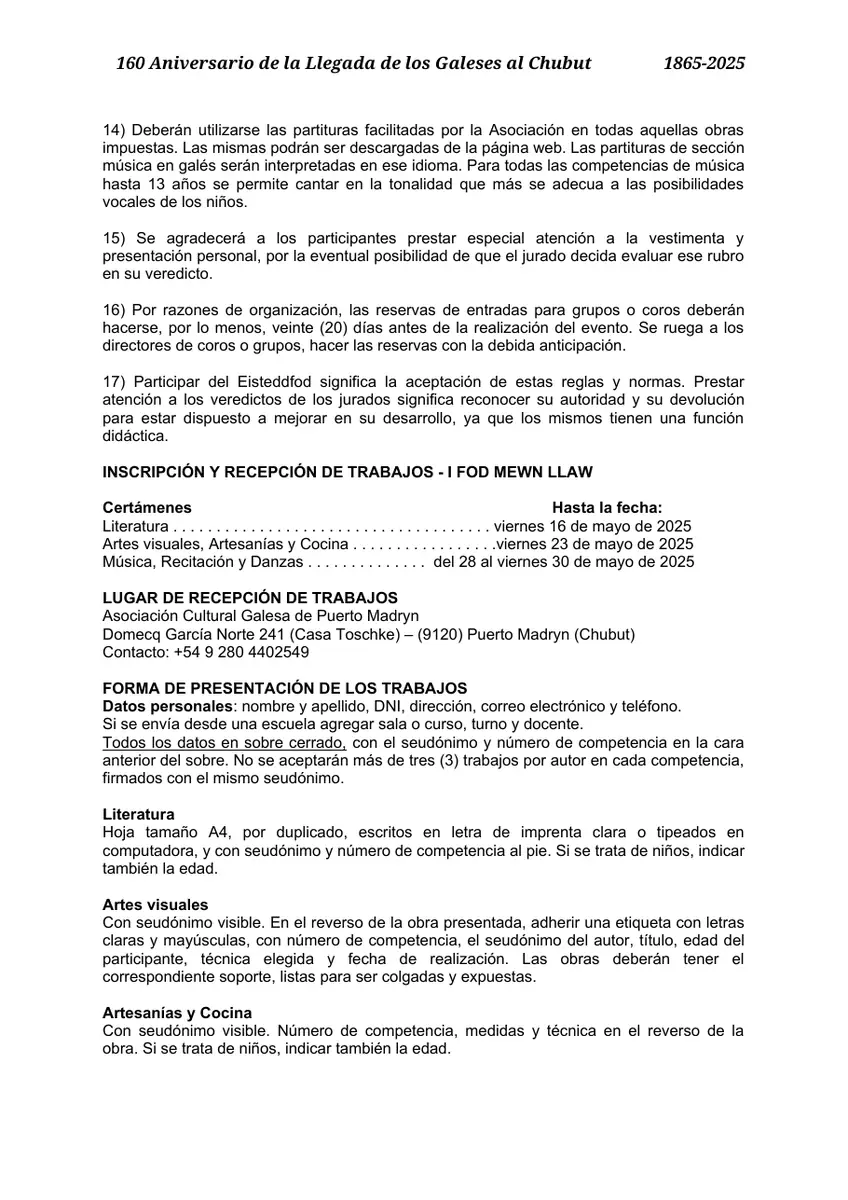 160 Aniversario de la Llegada de los Galeses al Chubut 1865-2025
14) Deberán utilizarse las partituras facilitadas por la Asociación en todas aquellas obras
impuestas. Las mismas podrán ser descargadas de la página web. Las partituras de sección
música en galés serán interpretadas en ese idioma. Para todas las competencias de música
hasta 13 años se permite cantar en la tonalidad que más se adecua a las posibilidades
vocales de los niños.
15) Se agradecerá a los participantes prestar especial atención a la vestimenta y
presentación personal, por la eventual posibilidad de que el jurado decida evaluar ese rubro
en su veredicto.
16) Por razones de organización, las reservas de entradas para grupos o coros deberán
hacerse, por lo menos, veinte (20) días antes de la realización del evento. Se ruega a los
directores de coros o grupos, hacer las reservas con la debida anticipación.
17) Participar del Eisteddfod significa la aceptación de estas reglas y normas. Prestar
atención a los veredictos de los jurados significa reconocer su autoridad y su devolución
para estar dispuesto a mejorar en su desarrollo, ya que los mismos tienen una función
didáctica.
INSCRIPCIÓN Y RECEPCIÓN DE TRABAJOS - I FOD MEWN LLAW
Certámenes Hasta la fecha:
Literatura . . . . . . . . . . . . . . . . . . . . . . . . . . . . . . . . . . . . . viernes 16 de mayo de 2025
Artes visuales, Artesanías y Cocina . . . . . . . . . . . . . . . . .viernes 23 de mayo de 2025
Música, Recitación y Danzas . . . . . . . . . . . . . . del 28 al viernes 30 de mayo de 2025
LUGAR DE RECEPCIÓN DE TRABAJOS
Asociación Cultural Galesa de Puerto Madryn
Domecq García Norte 241 (Casa Toschke) – (9120) Puerto Madryn (Chubut)
Contacto: +54 9 280 4402549
FORMA DE PRESENTACIÓN DE LOS TRABAJOS
Datos personales: nombre y apellido, DNI, dirección, correo electrónico y teléfono.
Si se envía desde una escuela agregar sala o curso, turno y docente.
Todos los datos en sobre cerrado, con el seudónimo y número de competencia en la cara
anterior del sobre. No se aceptarán más de tres (3) trabajos por autor en cada competencia,
firmados con el mismo seudónimo.
Literatura
Hoja tamaño A4, por duplicado, escritos en letra de imprenta clara o tipeados en
computadora, y con seudónimo y número de competencia al pie. Si se trata de niños, indicar
también la edad.
Artes visuales
Con seudónimo visible. En el reverso de la obra presentada, adherir una etiqueta con letras
claras y mayúsculas, con número de competencia, el seudónimo del autor, título, edad del
participante, técnica elegida y fecha de realización. Las obras deberán tener el
correspondiente soporte, listas para ser colgadas y expuestas.
Artesanías y Cocina
Con seudónimo visible. Número de competencia, medidas y técnica en el reverso de la
obra. Si se trata de niños, indicar también la edad.